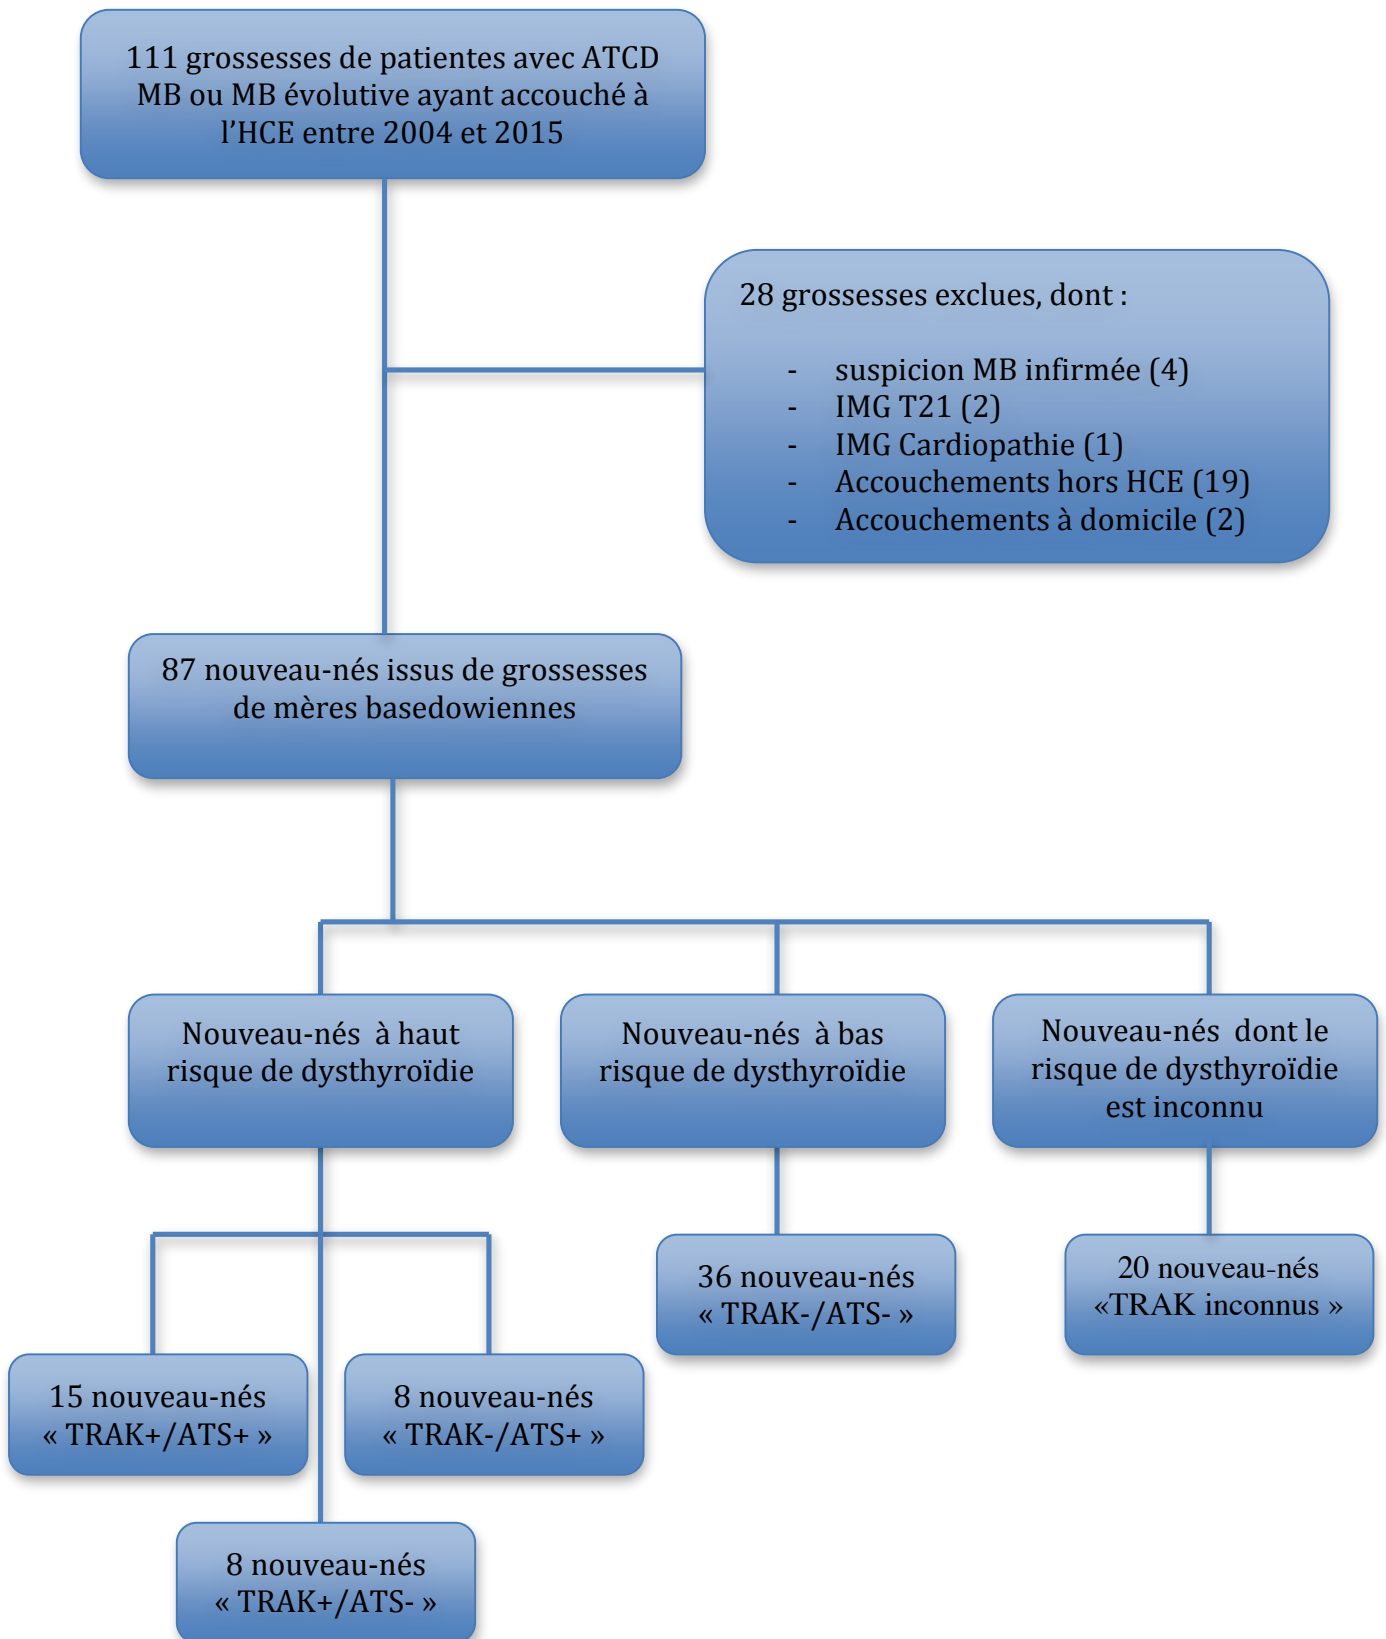 111 grossesses de patientes avec ATCD
MB ou MB évolutive ayant accouché à
l’HCE entre 2004 et 2015
28 grossesses exclues, dont :
- suspicion MB infirmée (4)
- IMG T21 (2)
- IMG Cardiopathie (1)
- Accouchements hors HCE (19)
- Accouchements à domicile (2)
87 nouveau-nés issus de grossesses
de mères basedowiennes
Nouveau-nés à haut
risque de dysthyroïdie
Nouveau-nés à bas
risque de dysthyroïdie
Nouveau-nés dont le
risque de dysthyroïdie
est inconnu
36 nouveau-nés
« TRAK-/ATS- »
20 nouveau-nés
«TRAK inconnus »
15 nouveau-nés
« TRAK+/ATS+ »
8 nouveau-nés
« TRAK-/ATS+ »
8 nouveau-nés
« TRAK+/ATS- »